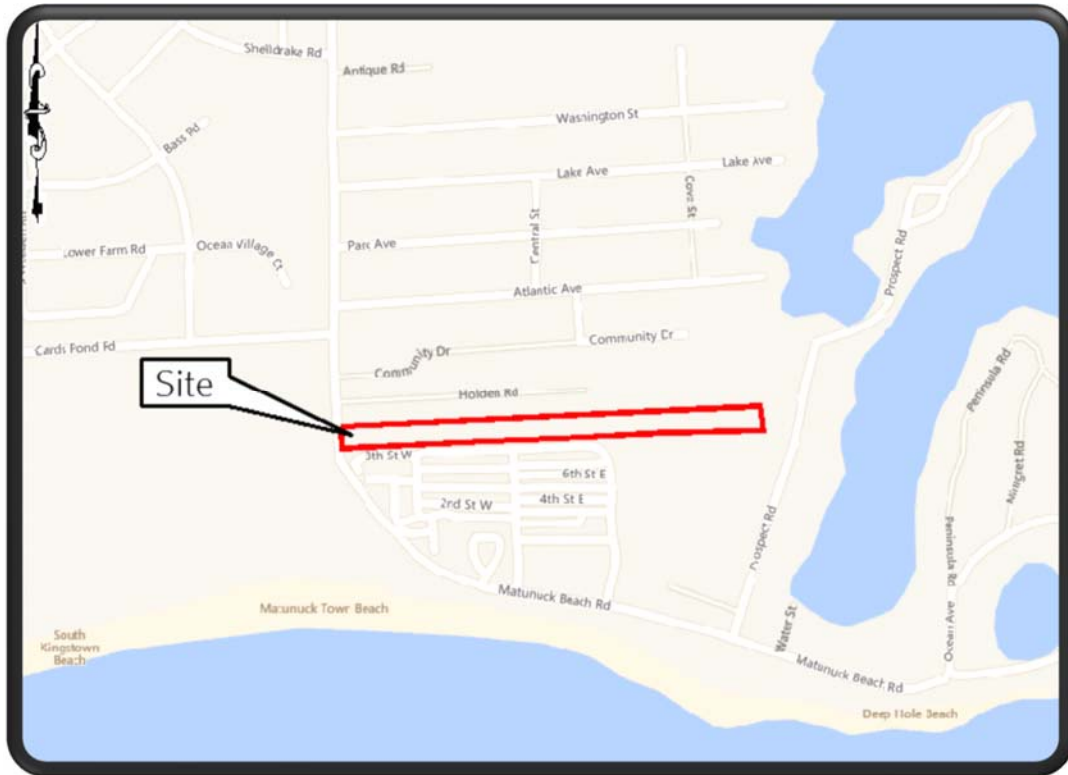 Shelldrake Rd
Antique Rd
Washington St
Bass Rd
Lake Ave
Lake Ave
Cove St
Central St
Lower Farm Rd
Ocean Village Ct
Parc Ave
Prospect Rd
Atlantic Ave
Cards Pond Rd
Community Dr
Community Dr
Site
Holden Rd
Peninsula Rd
Ninigret Rd
6th St E
2nd St W
4th St E
Prospect Rd
Peninsula Rd
Matunuck Beach Rd
Matunuck Town Beach
Water St
Ocean Ave
South
Kingstown
Beach
Matunuck Beach Rd
Deep Hole Beach